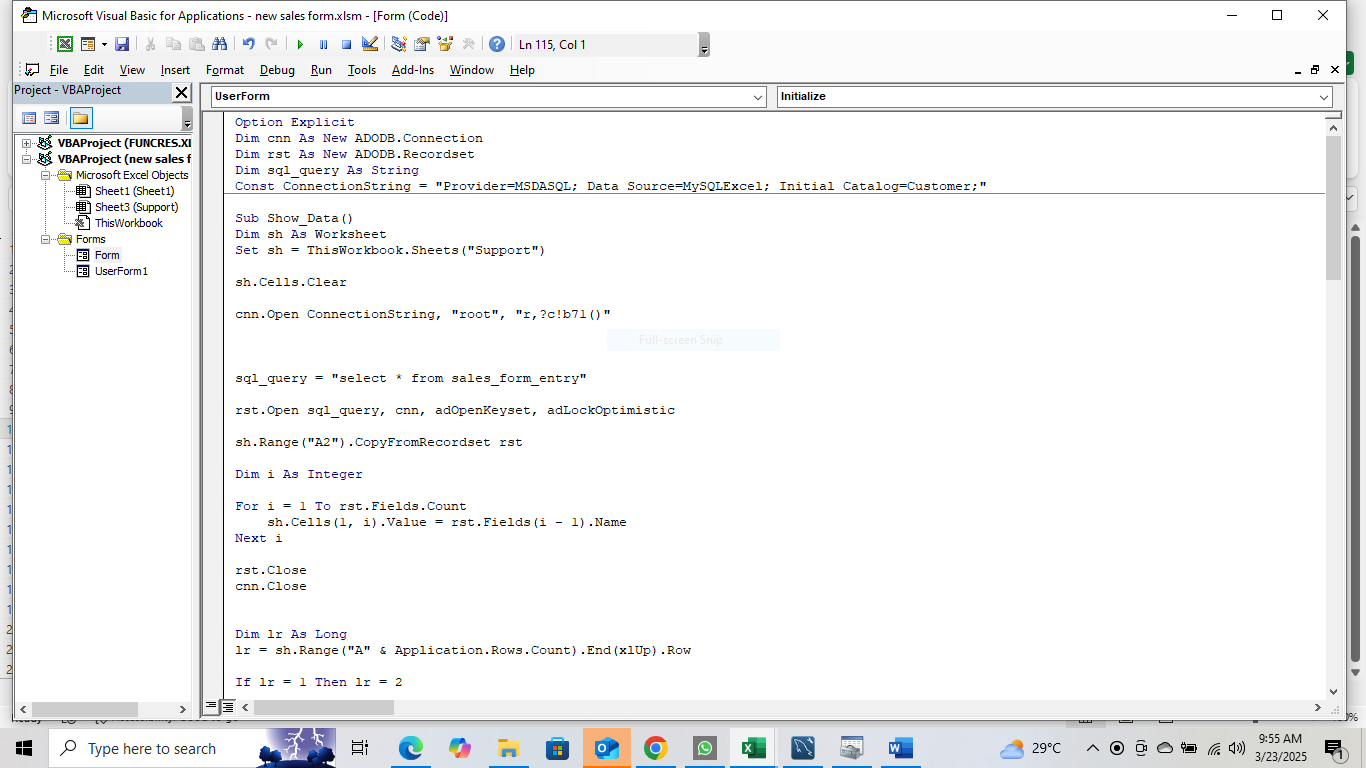 Microsoft Visual Basic for Applications - new sales form.xlsm - [Form (Code)]
Ln 115, Col 1
File Edit View Insert Format Debug Run Tools Add-Ins Window Help
Project - VBAProject
UserForm
Initialize
VBAProject (FUNCRES.XL
VBAProject (new sales f
Microsoft Excel Objects
Sheet1 (Sheet1)
Sheet3 (Support)
ThisWorkbook
Forms
Form
UserForm1
Option Explicit
Dim cnn As New ADODB.Connection
Dim rst As New ADODB.Recordset
Dim sql_query As String
Const ConnectionString = "Provider=MSDASQL; Data Source=MySQLExcel; Initial Catalog=Customer;"
Sub Show_Data()
Dim sh As Worksheet
Set sh = ThisWorkbook.Sheets("Support")
sh.Cells.Clear
cnn.Open ConnectionString, "root", "r,?c!b71()"
Full-screen Snip
sql_query = "select * from sales_form_entry"
rst.Open sql_query, cnn, adOpenKeyset, adLockOptimistic
sh.Range("A2").CopyFromRecordset rst
Dim i As Integer
For i = 1 To rst.Fields.Count
sh.Cells(1, i).Value = rst.Fields(i - 1).Name
Next i
rst.Close
cnn.Close
Dim lr As Long
lr = sh.Range("A" & Application.Rows.Count).End(xlUp).Row
If lr = 1 Then lr = 2
Type here to search
29°C
9:55 AM
3/23/2025
1